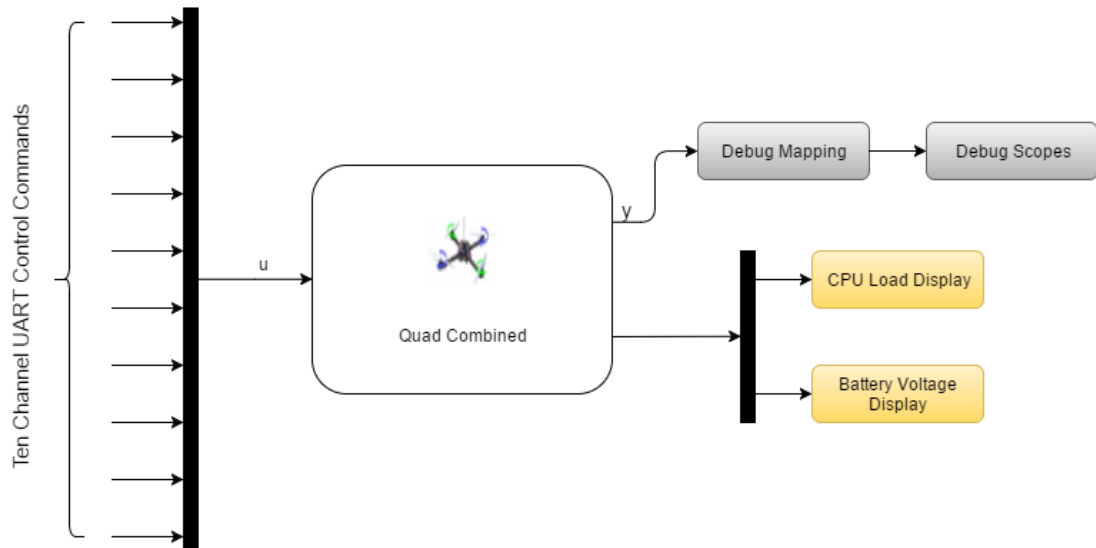 Ten Channel UART Control Commands
u
Quad Combined
y
Debug Mapping
Debug Scopes
CPU Load Display
Battery Voltage
Display